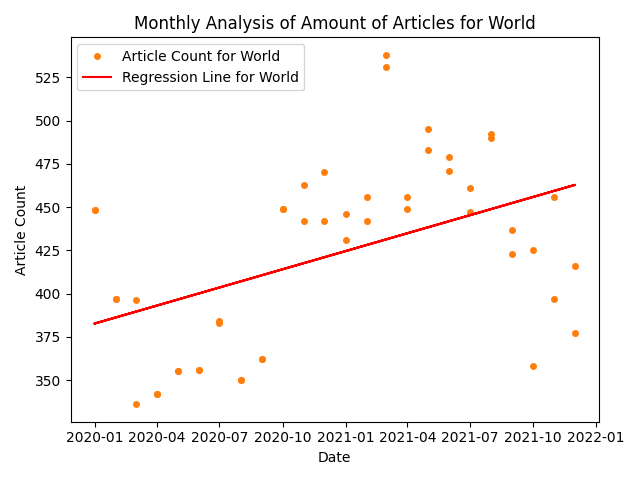 Monthly Analysis of Amount of Articles for World
Article Count for World
Regression Line for World
Article Count
525
500
475
450
425
400
375
350
2020-01 2020-04 2020-07 2020-10 2021-01 2021-04 2021-07 2021-10 2022-01
Date